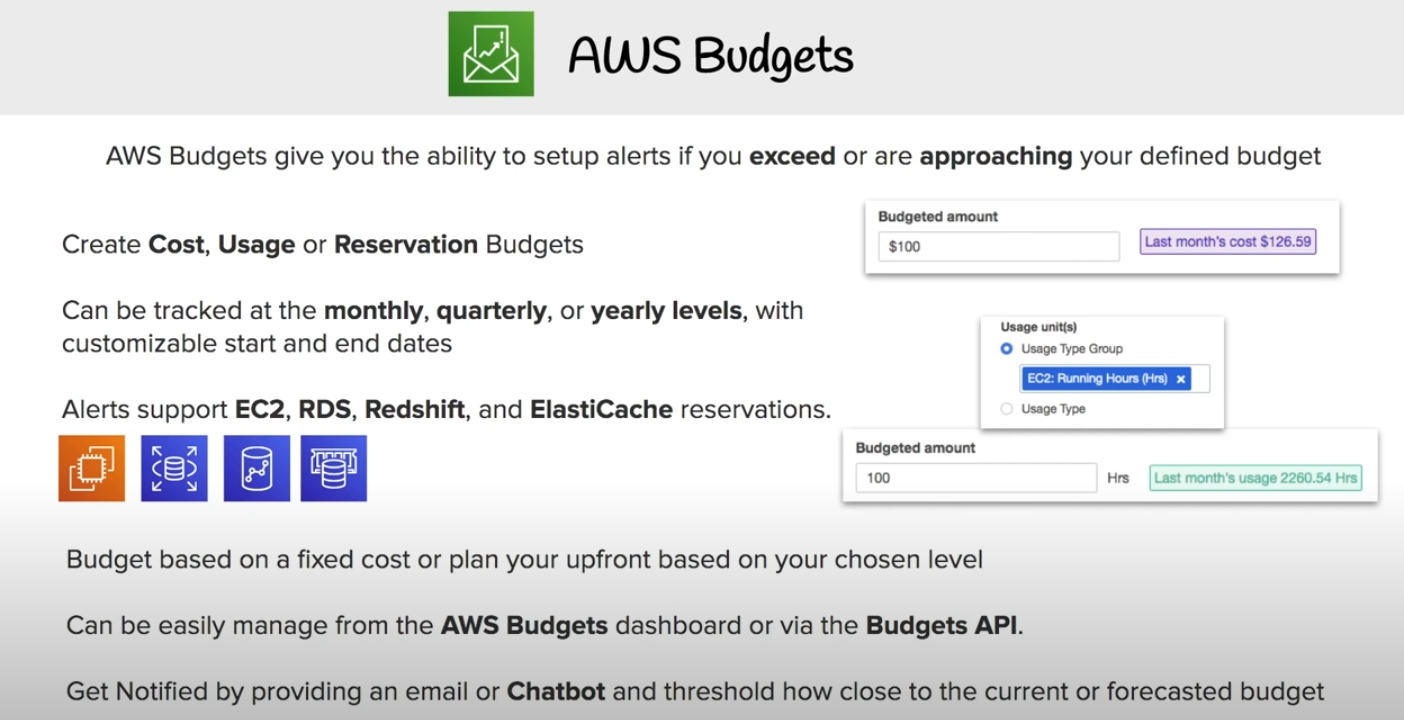 AWS Budgets
AWS Budgets give you the ability to setup alerts if you exceed or are approaching your defined budget
Create Cost, Usage or Reservation Budgets
Can be tracked at the monthly, quarterly, or yearly levels, with
customizable start and end dates
Alerts support EC2, RDS, Redshift, and ElastiCache reservations.
Budgeted amount
$100
Last month's cost $126.59
Usage unit(s)
Usage Type Group
EC2: Running Hours (Hrs) x
Usage Type
Budgeted amount
100
Hrs
Last month's usage 2260.54 Hrs
Budget based on a fixed cost or plan your upfront based on your chosen level
Can be easily manage from the AWS Budgets dashboard or via the Budgets API.
Get Notified by providing an email or Chatbot and threshold how close to the current or forecasted budget